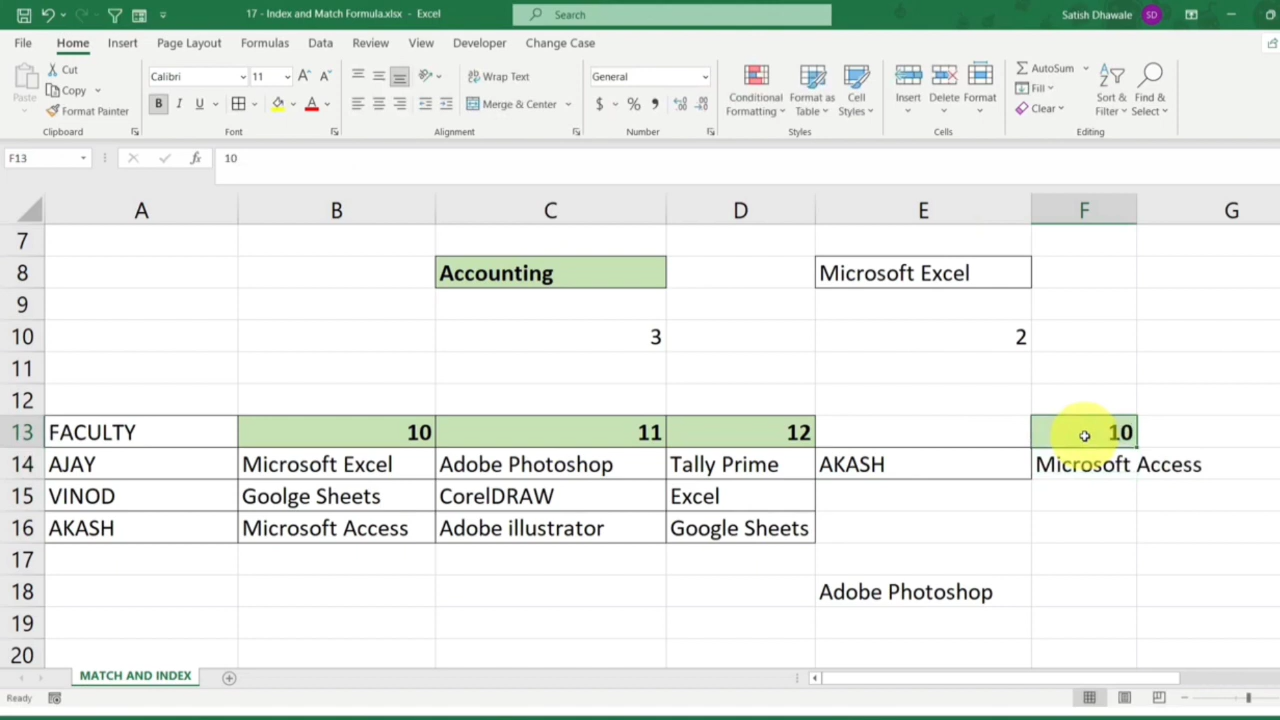 17 - Index and Match Formula.xlsx - Excel
Search
Satish Dhawale
SD
File Home Insert Page Layout Formulas Data Review View Developer Change Case
Paste
Cut
Copy
Format Painter
Clipboard
Calibri 11
B I U
Font
Wrap Text
Merge & Center
Alignment
General
$ % ,
Number
Conditional Formatting
Format as Table
Cell Styles
Styles
Insert Delete Format
Cells
AutoSum
Fill
Clear
Sort & Filter
Find & Select
Editing
F13 fx 10
A B C D E F G
7
8 Accounting Microsoft Excel
9
10 3 2
11
12
13 FACULTY 10 11 12 10
14 AJAY Microsoft Excel Adobe Photoshop Tally Prime AKASH Microsoft Access
15 VINOD Goolge Sheets CorelDRAW Excel
16 AKASH Microsoft Access Adobe illustrator Google Sheets
17
18 Adobe Photoshop
19
20
MATCH AND INDEX
Ready